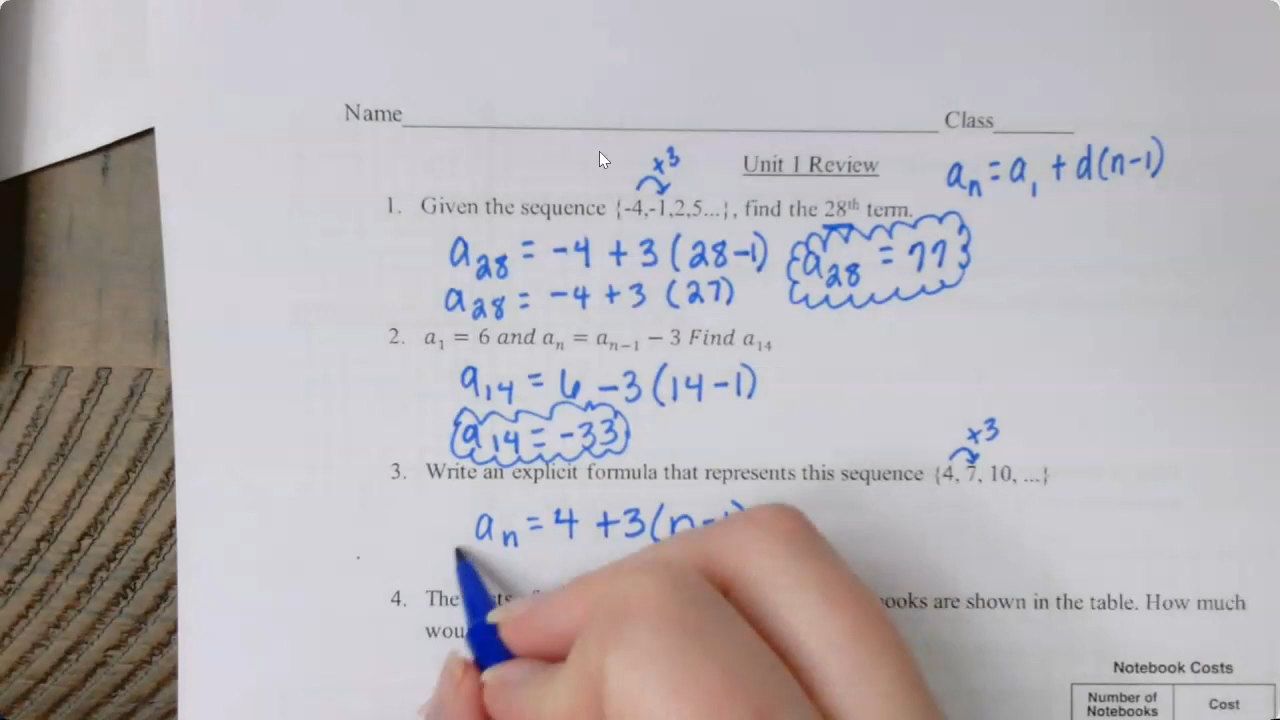 Name Class
+3
Unit 1 Review
aₙ = a₁ + d(n-1)
1. Given the sequence {-4,-1,2,5...}, find the 28ᵗʰ term.
a₂₈ = -4 + 3 (28-1)
a₂₈ = 77
a₂₈ = -4 + 3 (27)
2. a₁ = 6 and aₙ = aₙ₋₁ − 3 Find a₁₄
a₁₄ = 6 -3(14-1)
a₁₄ = -33
+3
3. Write an explicit formula that represents this sequence {4, 7, 10, ...}
aₙ = 4 +3(n-1
4. The ooks are shown in the table. How much
wou
Notebook Costs
Number of Notebooks
Cost